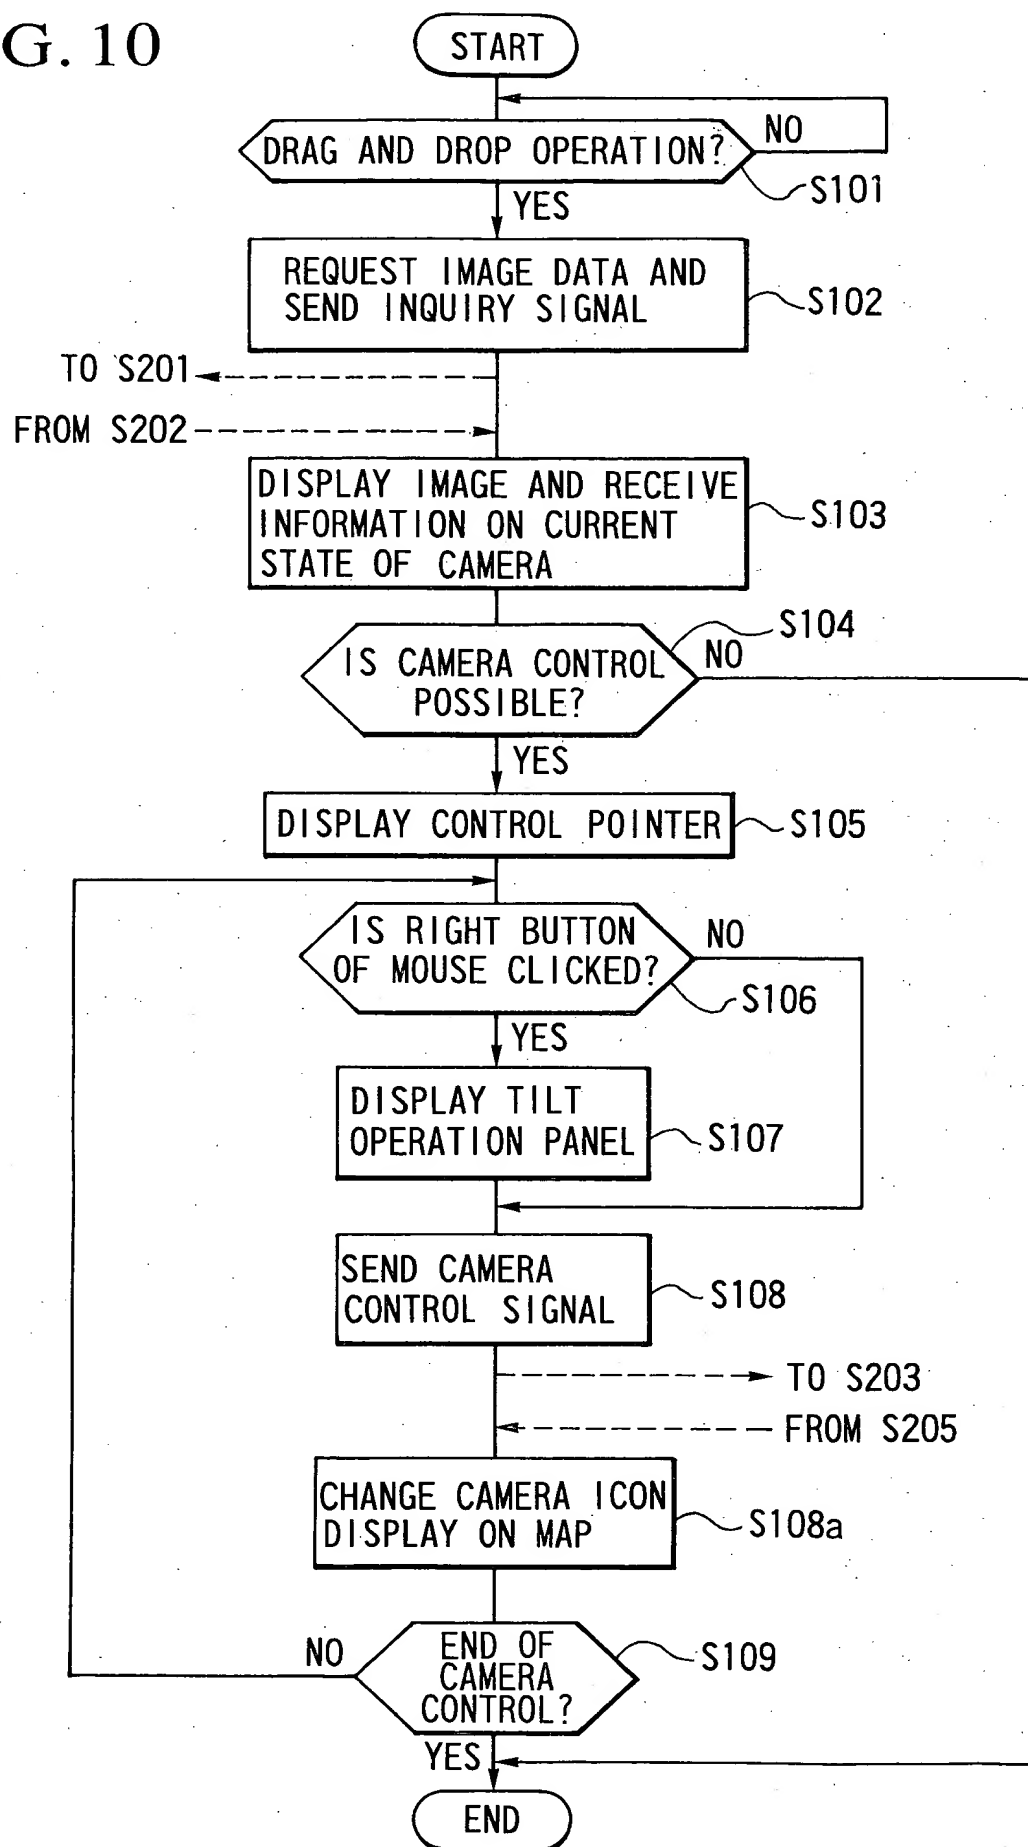 G. 10
START
DRAG AND DROP OPERATION?
NO
S101
YES
REQUEST IMAGE DATA AND
SEND INQUIRY SIGNAL
S102
TO S201
FROM S202
DISPLAY IMAGE AND RECEIVE
INFORMATION ON CURRENT
STATE OF CAMERA
S103
S104
IS CAMERA CONTROL
POSSIBLE?
NO
YES
DISPLAY CONTROL POINTER
S105
IS RIGHT BUTTON
OF MOUSE CLICKED?
NO
S106
YES
DISPLAY TILT
OPERATION PANEL
S107
SEND CAMERA
CONTROL SIGNAL
S108
TO S203
FROM S205
CHANGE CAMERA ICON
DISPLAY ON MAP
S108a
NO
END OF
CAMERA
CONTROL?
S109
YES
END